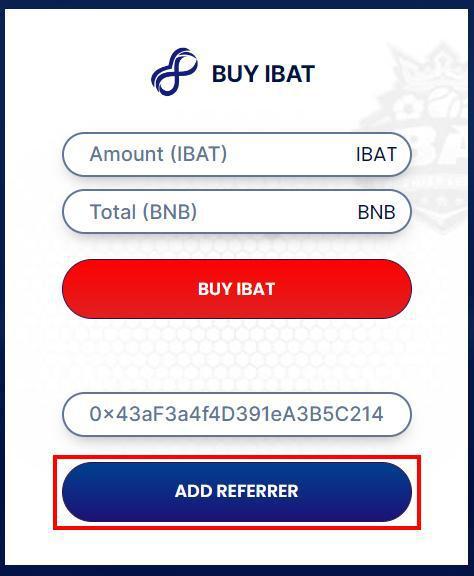 BUY IBAT
Amount (IBAT) IBAT
Total (BNB) BNB
BUY IBAT
0x43aF3a4f4D391eA3B5C214
ADD REFERRER